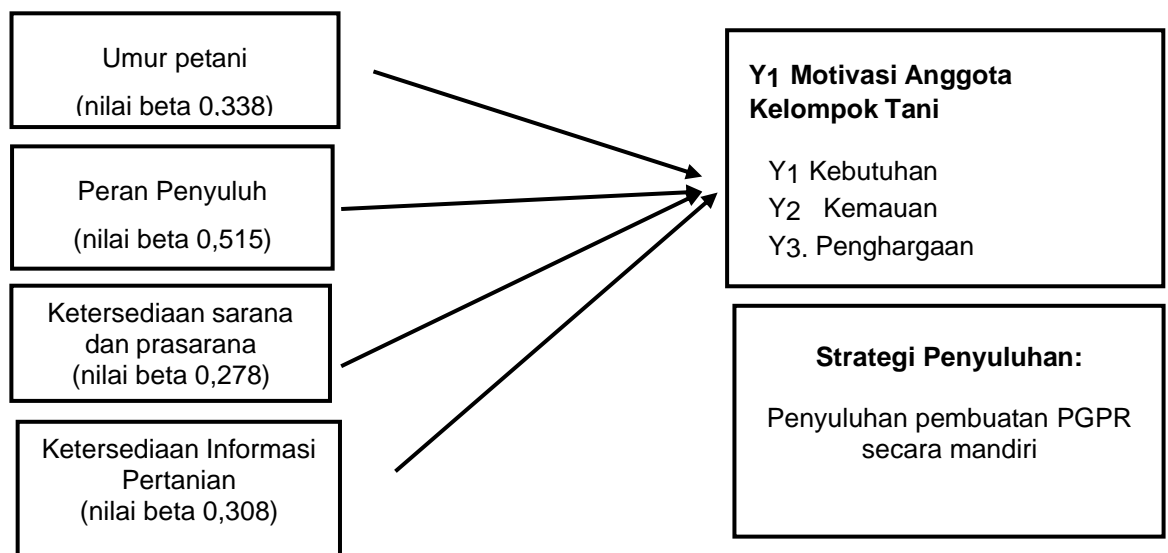 Umur petani
(nilai beta 0,338)
Peran Penyuluh
(nilai beta 0,515)
Ketersediaan sarana
dan prasarana
(nilai beta 0,278)
Ketersediaan Informasi
Pertanian
(nilai beta 0,308)
Y1 Motivasi Anggota
Kelompok Tani
Y1 Kebutuhan
Y2 Kemauan
Y3. Penghargaan
Strategi Penyuluhan:
Penyuluhan pembuatan PGPR
secara mandiri